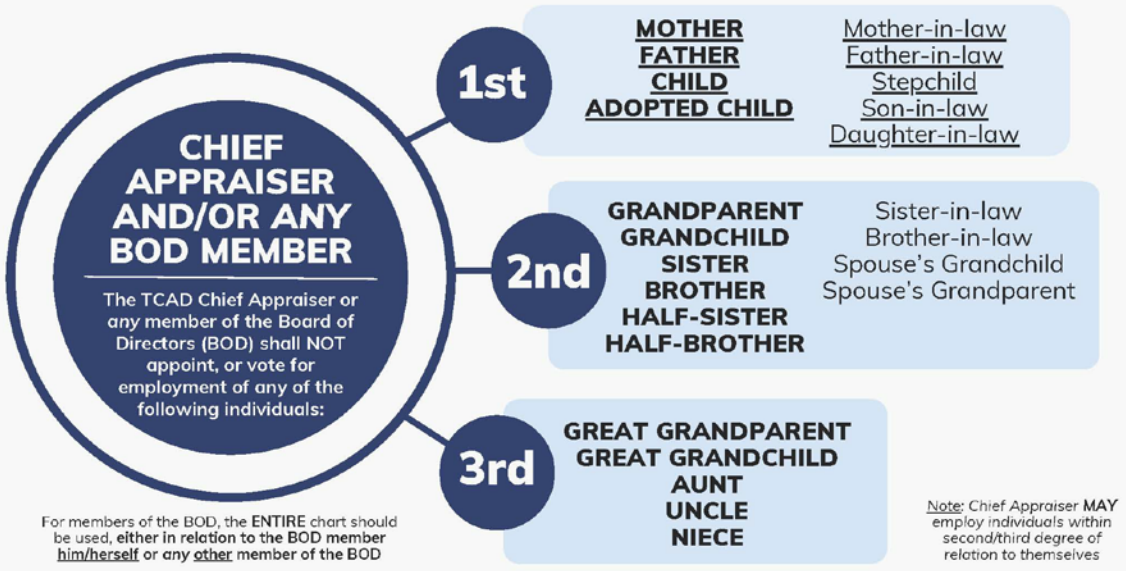 CHIEF
APPRAISER
AND/OR ANY
BOD MEMBER
The TCAD Chief Appraiser or
any member of the Board of
Directors (BOD) shall NOT
appoint, or vote for
employment of any of the
following individuals:
1st
MOTHER
FATHER
CHILD
ADOPTED CHILD
Mother-in-law
Father-in-law
Stepchild
Son-in-law
Daughter-in-law
2nd
GRANDPARENT
GRANDCHILD
SISTER
BROTHER
HALF-SISTER
HALF-BROTHER
Sister-in-law
Brother-in-law
Spouse's Grandchild
Spouse's Grandparent
3rd
GREAT GRANDPARENT
GREAT GRANDCHILD
AUNT
UNCLE
NIECE
For members of the BOD, the ENTIRE chart should
be used, either in relation to the BOD member
him/herself or any other member of the BOD
Note: Chief Appraiser MAY
employ individuals within
second/third degree of
relation to themselves